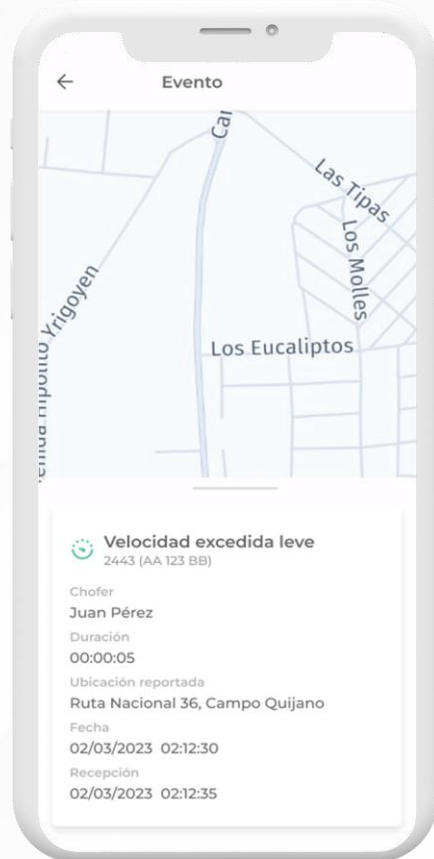 Evento
Las Tipas
Los Molles
Hipólito Yrigoyen
Los Eucaliptos
Velocidad excedida leve
2443 (AA 123 BB)
Chofer
Juan Pérez
Duración
00:00:05
Ubicación reportada
Ruta Nacional 36, Campo Quijano
Fecha
02/03/2023 02:12:30
Recepción
02/03/2023 02:12:35